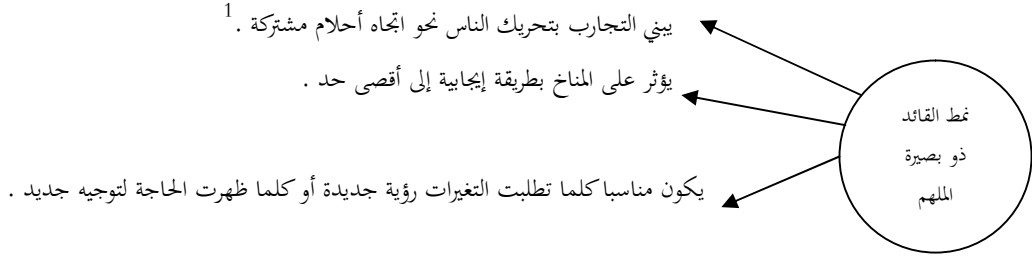 يبني التجارب بتحريك الناس نحو اتجاه أحلام مشتركة .1
يؤثر على المناخ بطريقة إيجابية إلى أقصى حد .
نمط القائد
ذو بصيرة
الملهم
يكون مناسبا كلما تطلبت التغيرات رؤية جديدة أو كلما ظهرت الحاجة لتوجيه جديد .